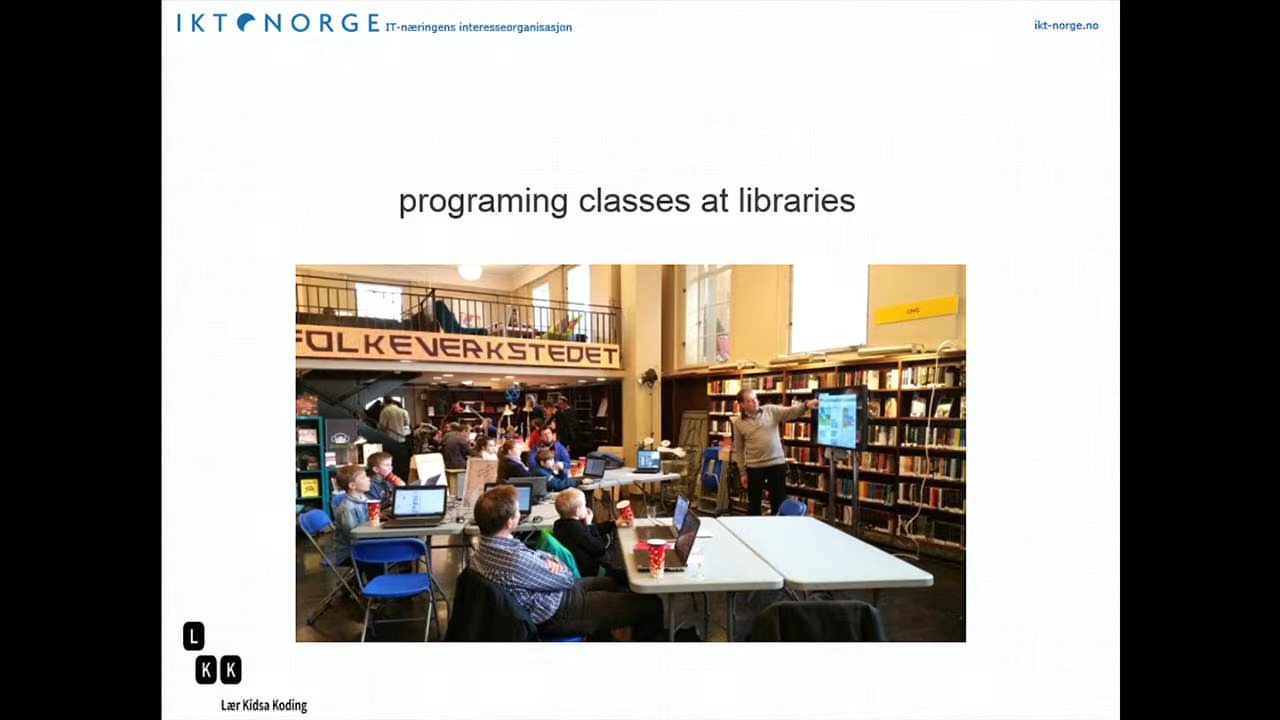 IKT NORGE IT-næringens interesseorganisasjon
ikt-norge.no
programing classes at libraries
FOLKEVERKSTEDET
L
K K
Lær Kidsa Koding